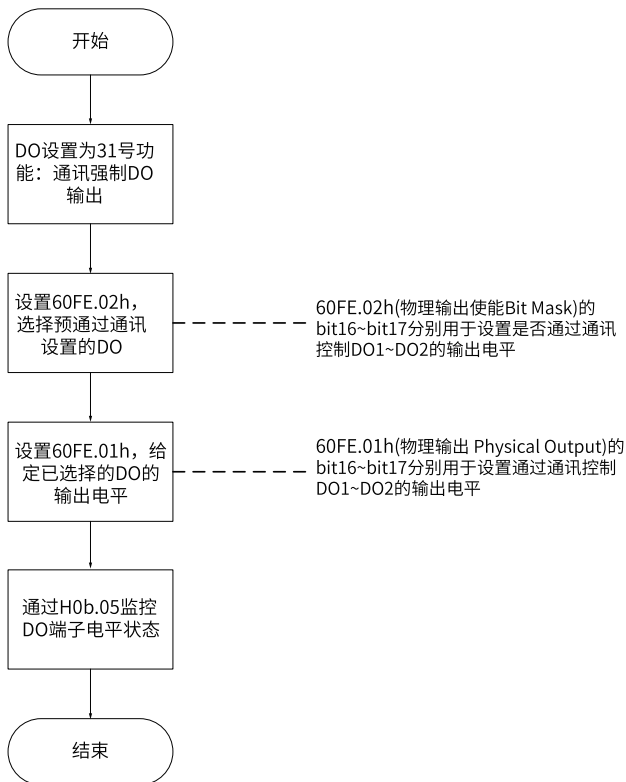 开始
DO设置为31号功
能：通讯强制DO
输出
设置60FE.02h，
选择预通过通讯
设置的DO
60FE.02h(物理输出使能Bit Mask)的
bit16~bit17分别用于设置是否通过通讯
控制DO1~DO2的输出电平
设置60FE.01h，给
定已选择的DO的
输出电平
60FE.01h(物理输出 Physical Output)的
bit16~bit17分别用于设置通过通讯控制
DO1~DO2的输出电平
通过H0b.05监控
DO端子电平状态
结束